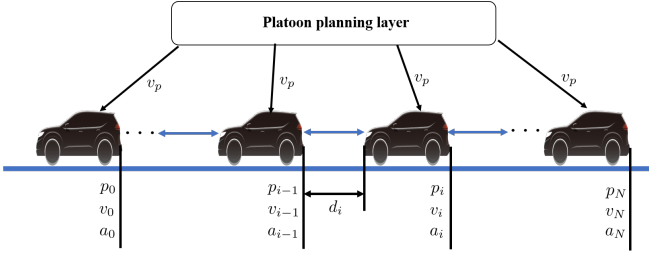 Platoon planning layer
v_p v_p v_p v_p
... ...
p_0 p_{i-1} p_i p_N
d_i
v_0 v_{i-1} v_i v_N
a_0 a_{i-1} a_i a_N